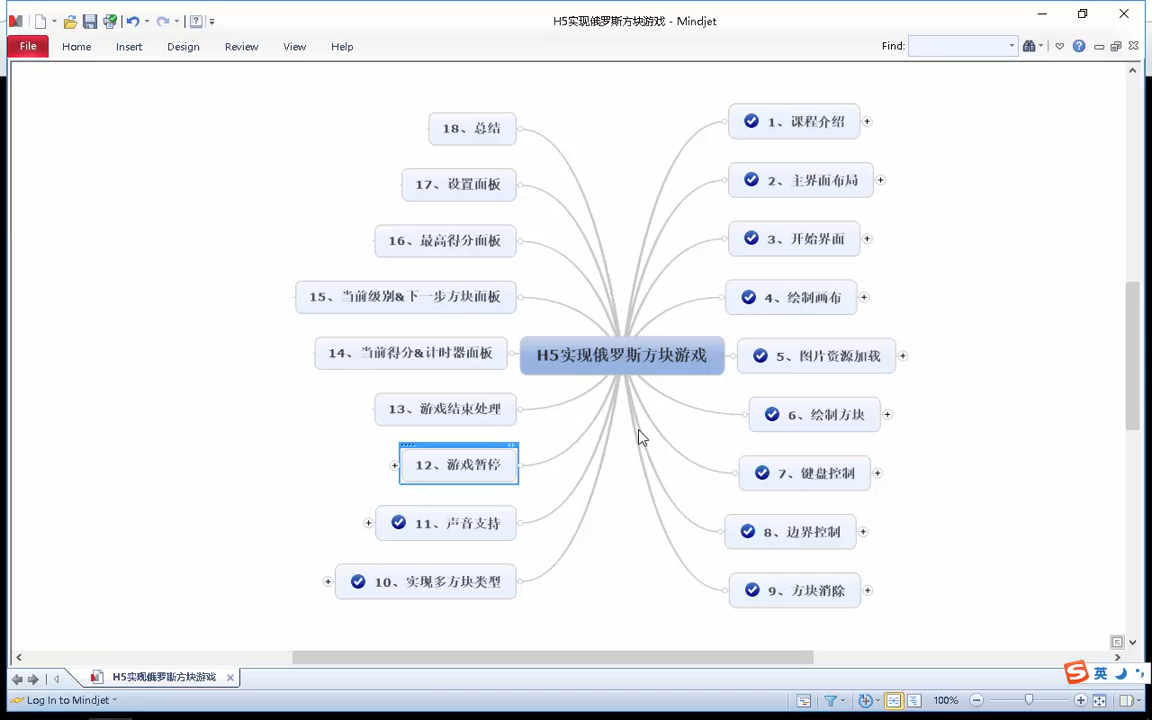 H5实现俄罗斯方块游戏 - Mindjet
File Home Insert Design Review View Help
Find:
18、总结
17、设置面板
16、最高得分面板
15、当前级别&下一步方块面板
14、当前得分&计时器面板
13、游戏结束处理
12、游戏暂停
11、声音支持
10、实现多方块类型
H5实现俄罗斯方块游戏
1、课程介绍
2、主界面布局
3、开始界面
4、绘制画布
5、图片资源加载
6、绘制方块
7、键盘控制
8、边界控制
9、方块消除
H5实现俄罗斯方块游戏
英
Log In to Mindjet
100%